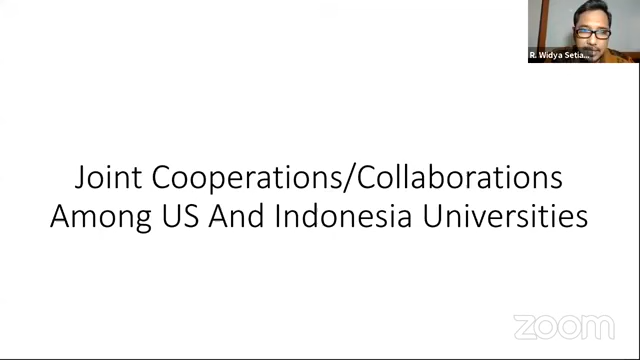 R. Widya Setia...
Joint Cooperations/Collaborations
Among US And Indonesia Universities
zoom